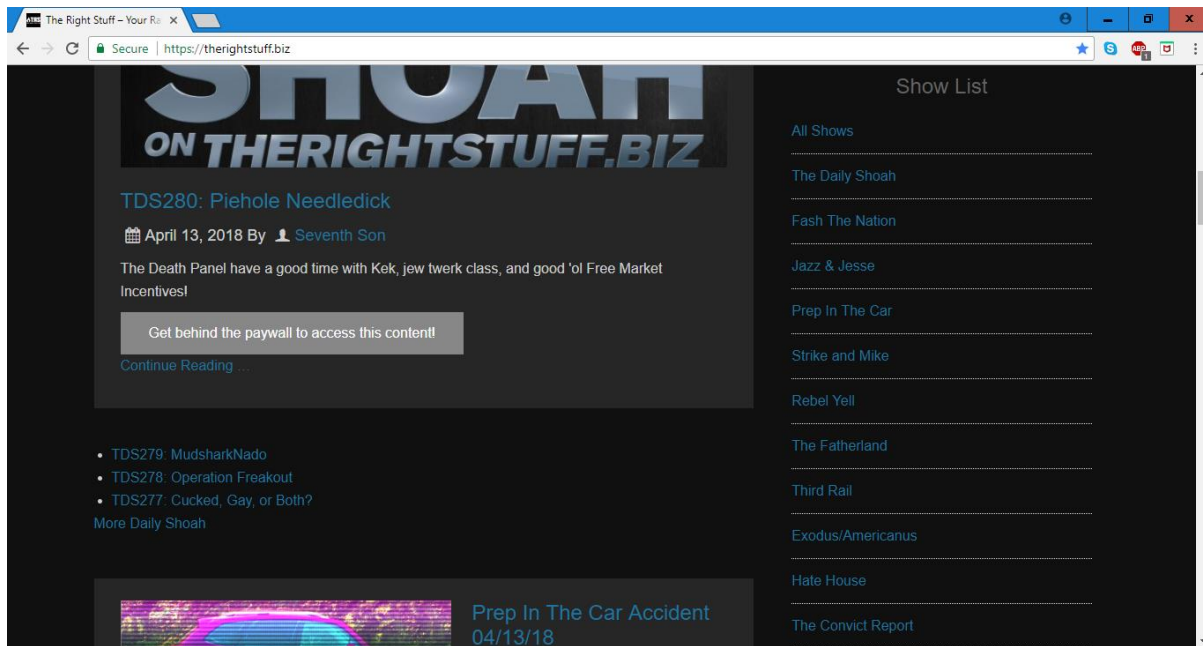 The Right Stuff – Your Ra
Secure | https://therightstuff.biz
SHOAH
ON THERIGHTSTUFF.BIZ
TDS280: Piehole Needledick
April 13, 2018 By Seventh Son
The Death Panel have a good time with Kek, jew twerk class, and good 'ol Free Market
Incentives!
Get behind the paywall to access this content!
Continue Reading ...
TDS279: MudsharkNado
TDS278: Operation Freakout
TDS277: Cucked, Gay, or Both?
More Daily Shoah
Prep In The Car Accident
04/13/18
Show List
All Shows
The Daily Shoah
Fash The Nation
Jazz & Jesse
Prep In The Car
Strike and Mike
Rebel Yell
The Fatherland
Third Rail
Exodus/Americanus
Hate House
The Convict Report